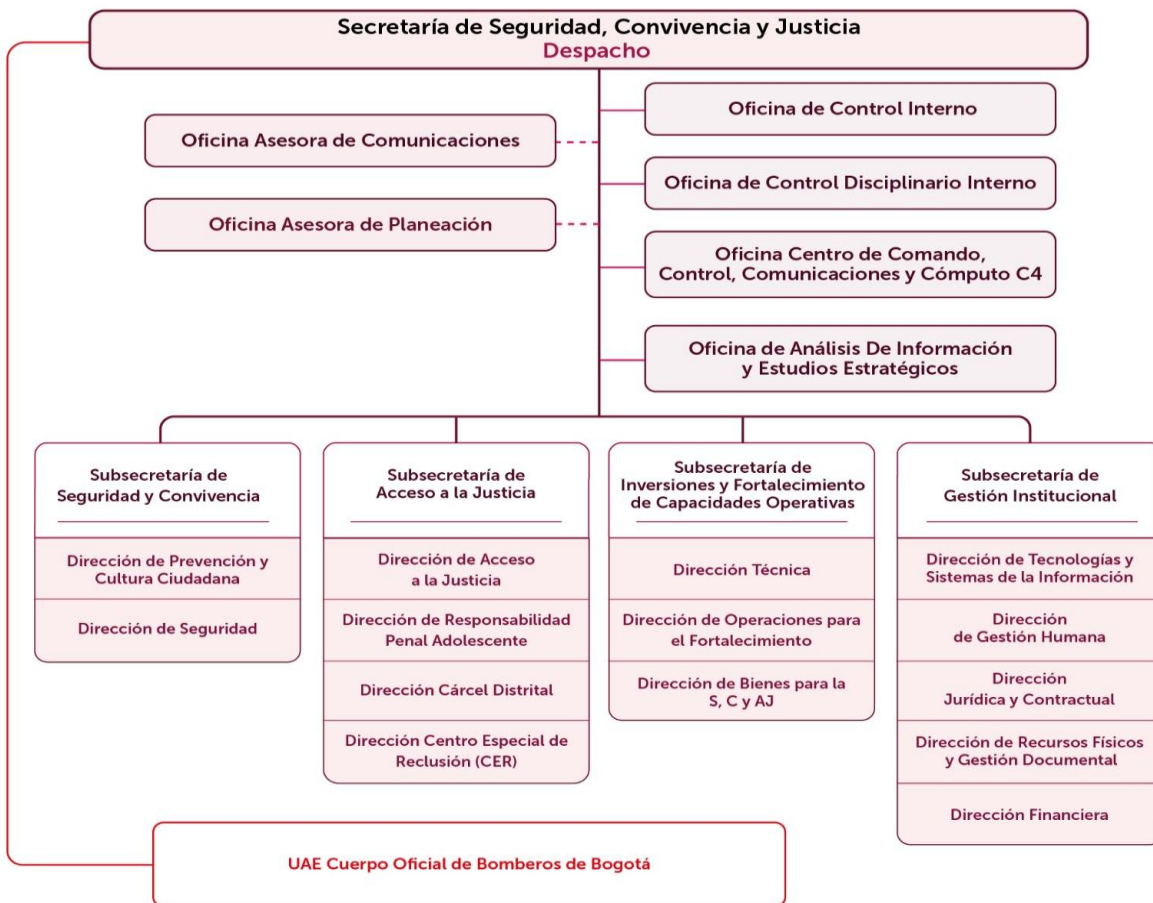 Secretaría de Seguridad, Convivencia y Justicia
Despacho
Oficina Asesora de Comunicaciones
Oficina Asesora de Planeación
Oficina de Control Interno
Oficina de Control Disciplinario Interno
Oficina Centro de Comando,
Control, Comunicaciones y Cómputo C4
Oficina de Análisis De Información
y Estudios Estratégicos
Subsecretaría de
Seguridad y Convivencia
Dirección de Prevención y
Cultura Ciudadana
Dirección de Seguridad
Subsecretaría de
Acceso a la Justicia
Dirección de Acceso
a la Justicia
Dirección de Responsabilidad
Penal Adolescente
Dirección Cárcel Distrital
Dirección Centro Especial de
Reclusión (CER)
Subsecretaría de
Inversiones y Fortalecimiento
de Capacidades Operativas
Dirección Técnica
Dirección de Operaciones para
el Fortalecimiento
Dirección de Bienes para la
S, C y AJ
Subsecretaría de
Gestión Institucional
Dirección de Tecnologías y
Sistemas de la Información
Dirección
de Gestión Humana
Dirección
Jurídica y Contractual
Dirección de Recursos Físicos
y Gestión Documental
Dirección Financiera
UAE Cuerpo Oficial de Bomberos de Bogotá